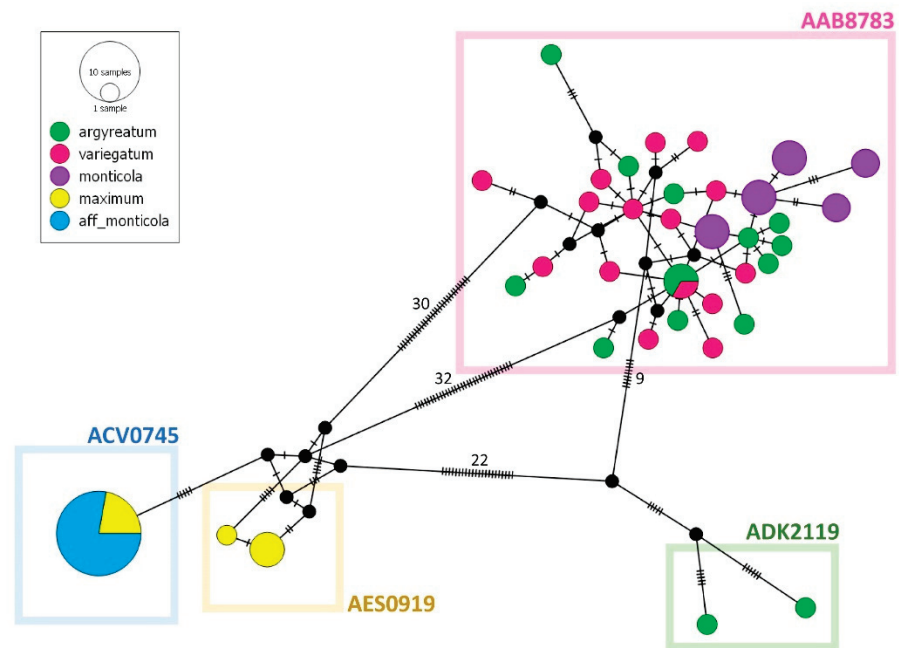 AAB8783
10 samples
1 sample
argyreatum
variegatum
monticola
maximum
aff_monticola
30
32
9
ACV0745
22
ADK2119
AES0919